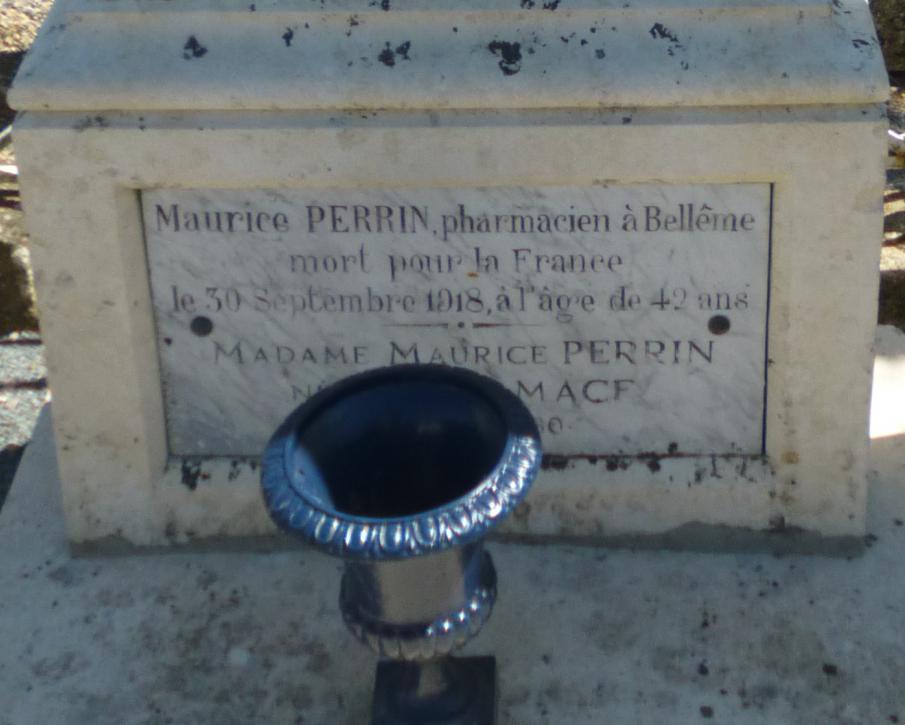 Maurice PERRIN, pharmacien à Bellême
mort pour la France
le 30 Septembre 1918, à l'âge de 42 ans
MADAME MAURICE PERRIN